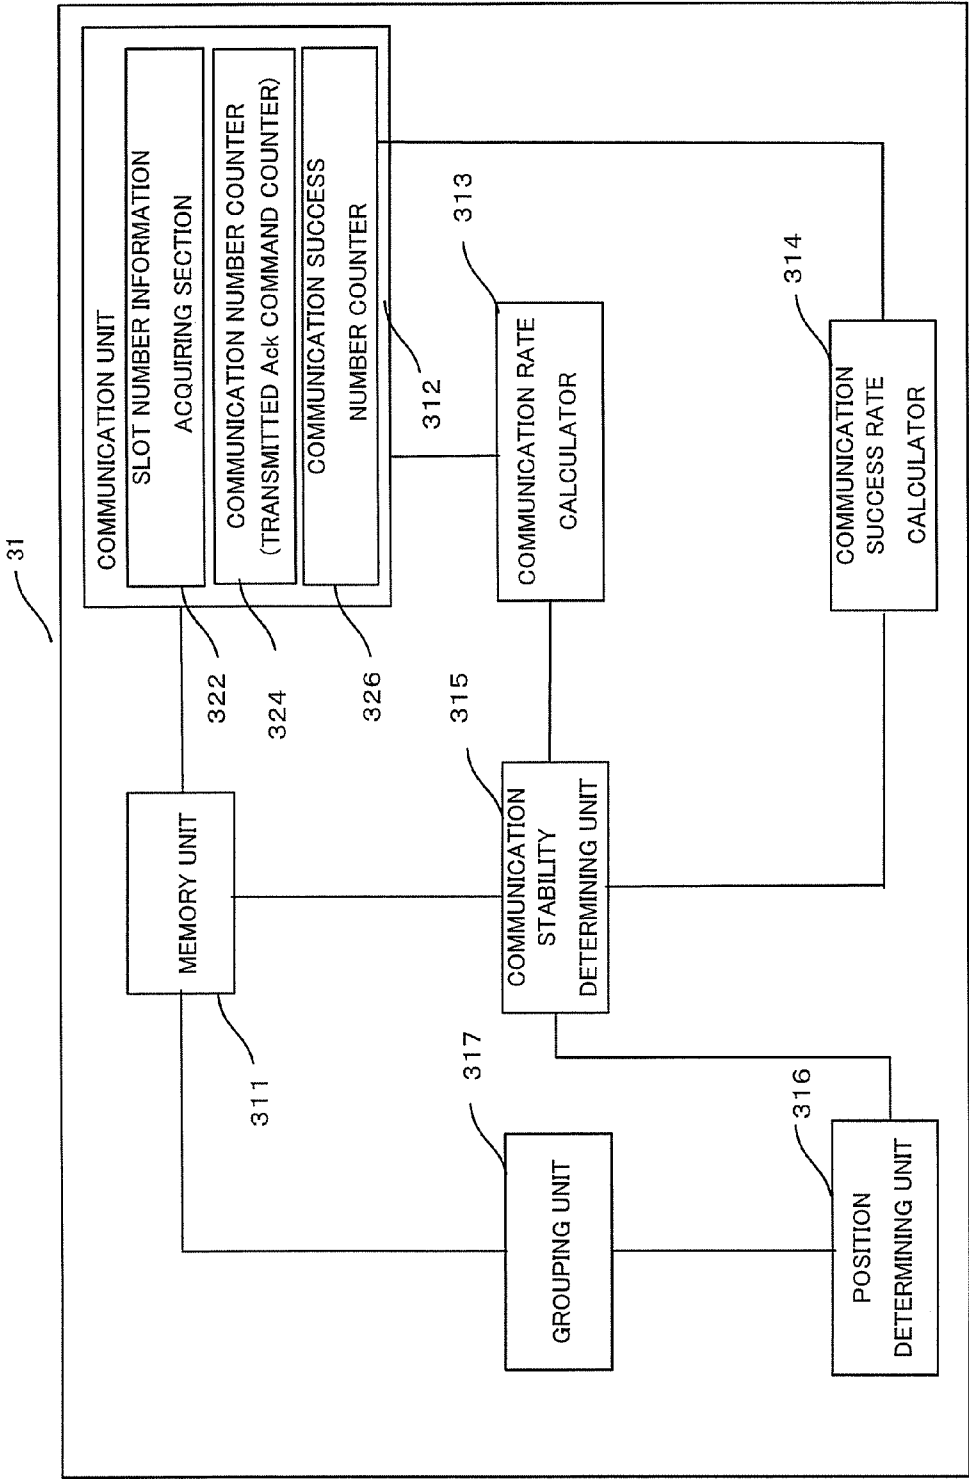 31
COMMUNICATION UNIT
SLOT NUMBER INFORMATION
ACQUIRING SECTION
COMMUNICATION NUMBER COUNTER
(TRANSMITTED Ack COMMAND COUNTER)
COMMUNICATION SUCCESS
NUMBER COUNTER
322
324
326
312
MEMORY UNIT
311
COMMUNICATION RATE
CALCULATOR
313
COMMUNICATION
STABILITY
DETERMINING UNIT
315
GROUPING UNIT
317
COMMUNICATION
SUCCESS RATE
CALCULATOR
314
POSITION
DETERMINING UNIT
316